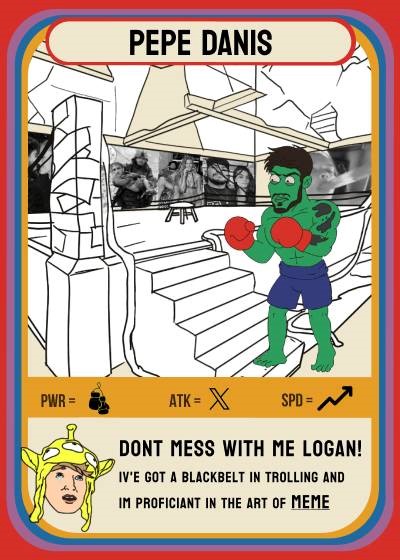 PEPE DANIS
PWR = ATK = X SPD =
DONT MESS WITH ME LOGAN!
IV'E GOT A BLACKBELT IN TROLLING AND
IM PROFICIANT IN THE ART OF MEME